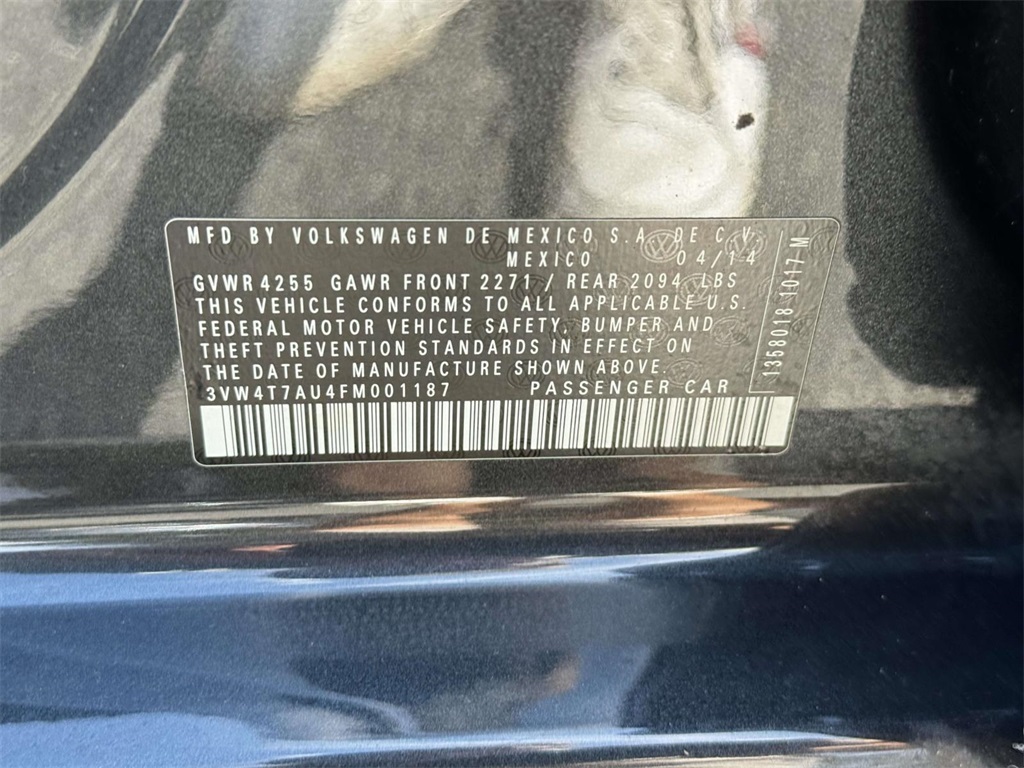 MFD BY VOLKSWAGEN DE MEXICO S.A. DE C.V.
MEXICO 04/14
GVWR 4255 GAWR FRONT 2271 / REAR 2094 LBS
THIS VEHICLE CONFORMS TO ALL APPLICABLE U.S.
FEDERAL MOTOR VEHICLE SAFETY, BUMPER AND
THEFT PREVENTION STANDARDS IN EFFECT ON
THE DATE OF MANUFACTURE SHOWN ABOVE.
3VW4T7AU4FM001187 PASSENGER CAR
1368018-1017 M